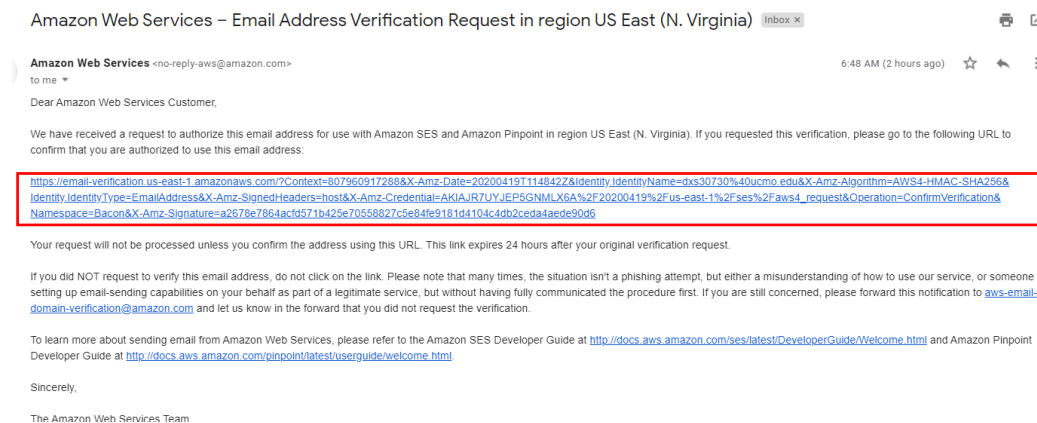 Amazon Web Services – Email Address Verification Request in region US East (N. Virginia) Inbox ×
Amazon Web Services <no-reply-aws@amazon.com> 6:48 AM (2 hours ago)
to me
Dear Amazon Web Services Customer,
We have received a request to authorize this email address for use with Amazon SES and Amazon Pinpoint in region US East (N. Virginia). If you requested this verification, please go to the following URL to
confirm that you are authorized to use this email address:
https://email-verification.us-east-1.amazonaws.com/?Context=807960917288&X-Amz-Date=20200419T114842Z&Identity.IdentityName=dxs30730%40ucmo.edu&X-Amz-Algorithm=AWS4-HMAC-SHA256&
Identity.IdentityType=EmailAddress&X-Amz-SignedHeaders=host&X-Amz-Credential=AKIAJR7UYJEP5GNMLX6A%2F20200419%2Fus-east-1%2Fses%2Faws4_request&Operation=ConfirmVerification&
Namespace=Bacon&X-Amz-Signature=a2678e7864acfd571b425e70558827c5e84fe9181d4104c4db2ceda4aede90d6
Your request will not be processed unless you confirm the address using this URL. This link expires 24 hours after your original verification request.
If you did NOT request to verify this email address, do not click on the link. Please note that many times, the situation isn't a phishing attempt, but either a misunderstanding of how to use our service, or someone
setting up email-sending capabilities on your behalf as part of a legitimate service, but without having fully communicated the procedure first. If you are still concerned, please forward this notification to aws-email-
domain-verification@amazon.com and let us know in the forward that you did not request the verification.
To learn more about sending email from Amazon Web Services, please refer to the Amazon SES Developer Guide at http://docs.aws.amazon.com/ses/latest/DeveloperGuide/Welcome.html and Amazon Pinpoint
Developer Guide at http://docs.aws.amazon.com/pinpoint/latest/userguide/welcome.html.
Sincerely,
The Amazon Web Services Team